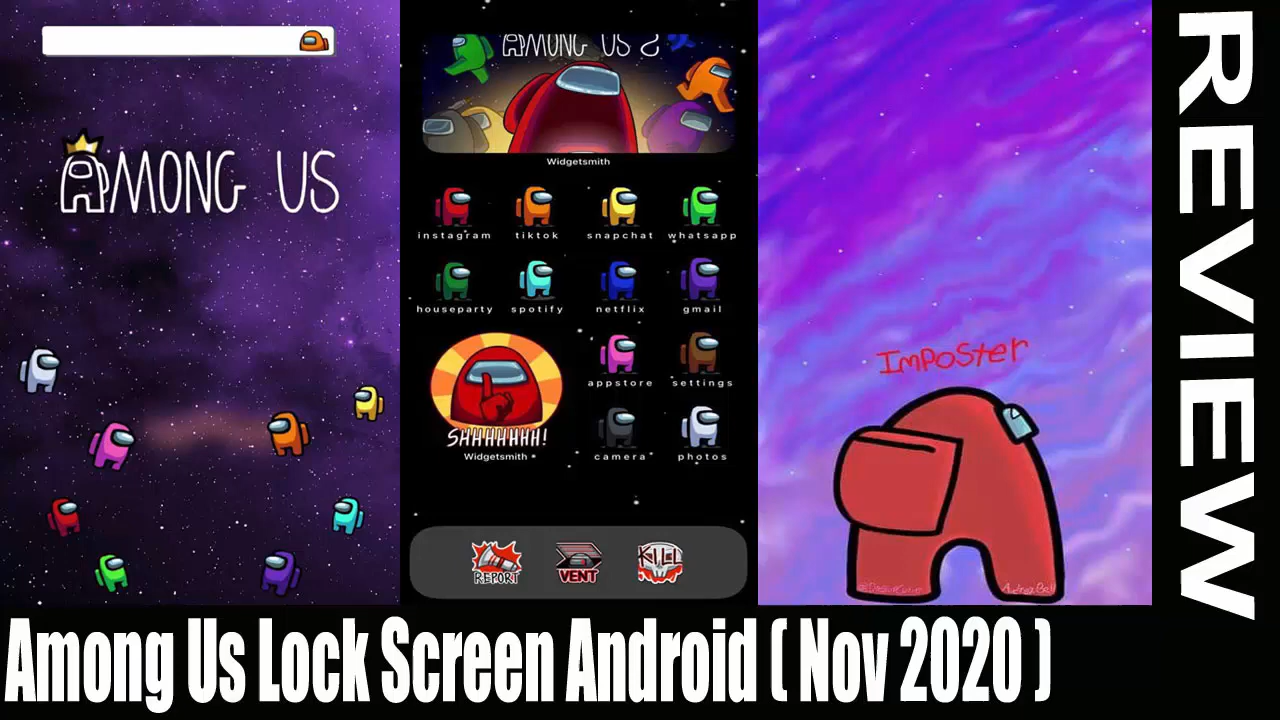 AMONG US
AMONG US 2
Widgetsmith
instagram tiktok snapchat whatsapp
houseparty spotify netflix gmail
appstore settings
SHHHHHHH!
Widgetsmith
camera photos
REPORT VENT KILL
Imposter
REVIEW
Among Us Lock Screen Android ( Nov 2020 )